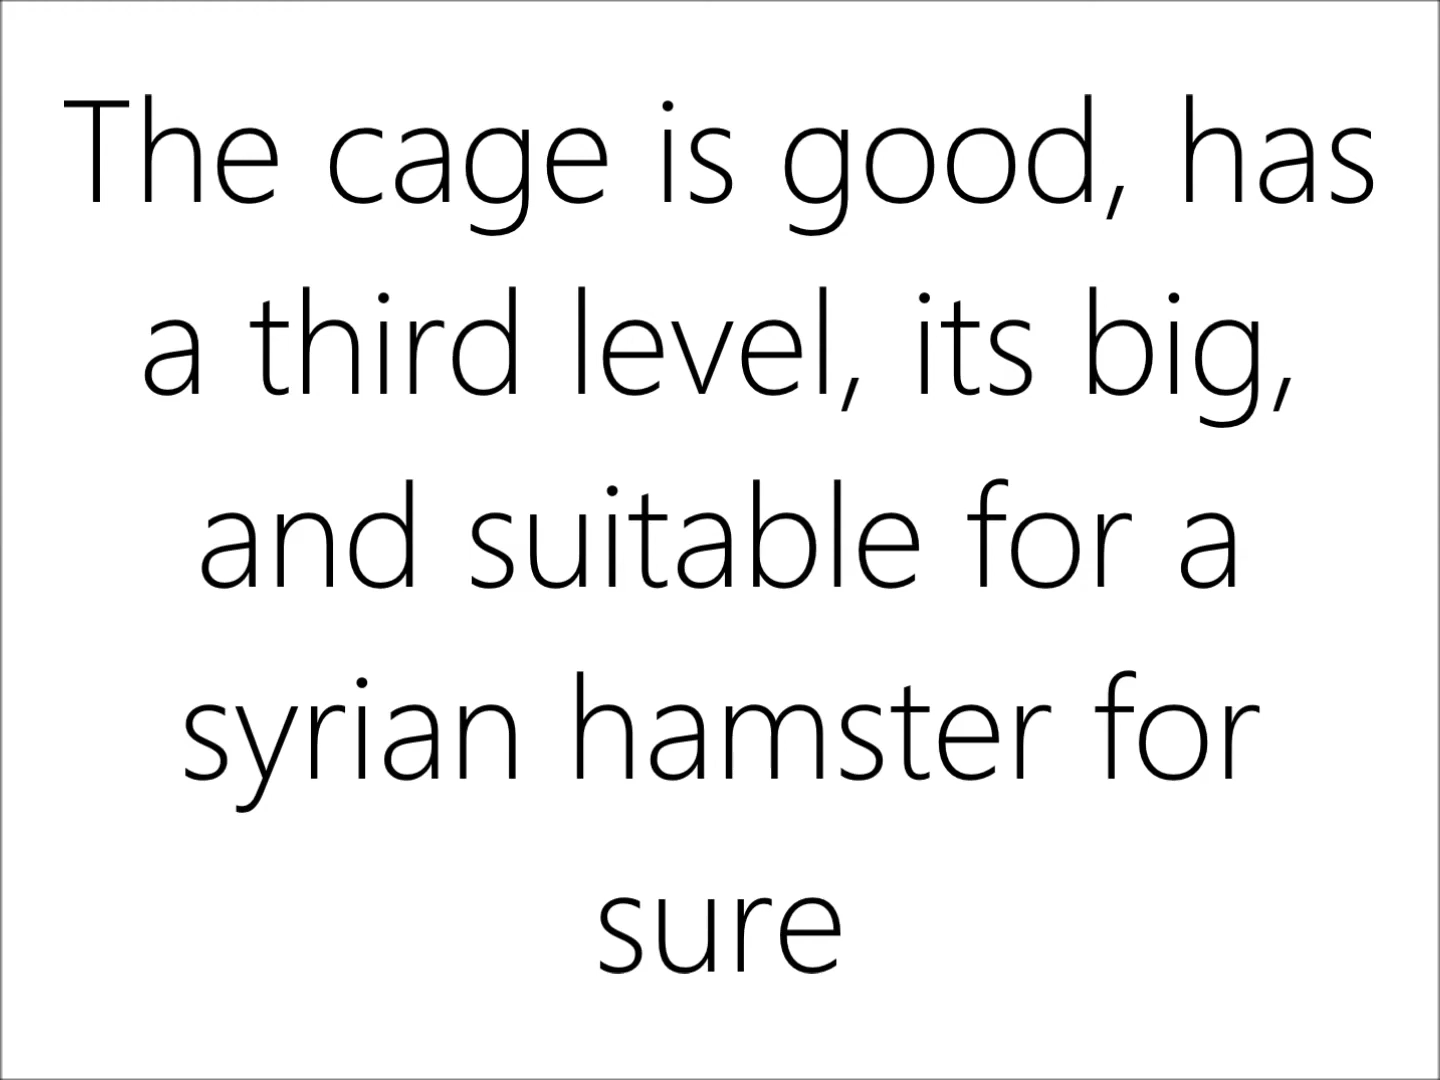 The cage is good, has
a third level, its big,
and suitable for a
syrian hamster for
sure